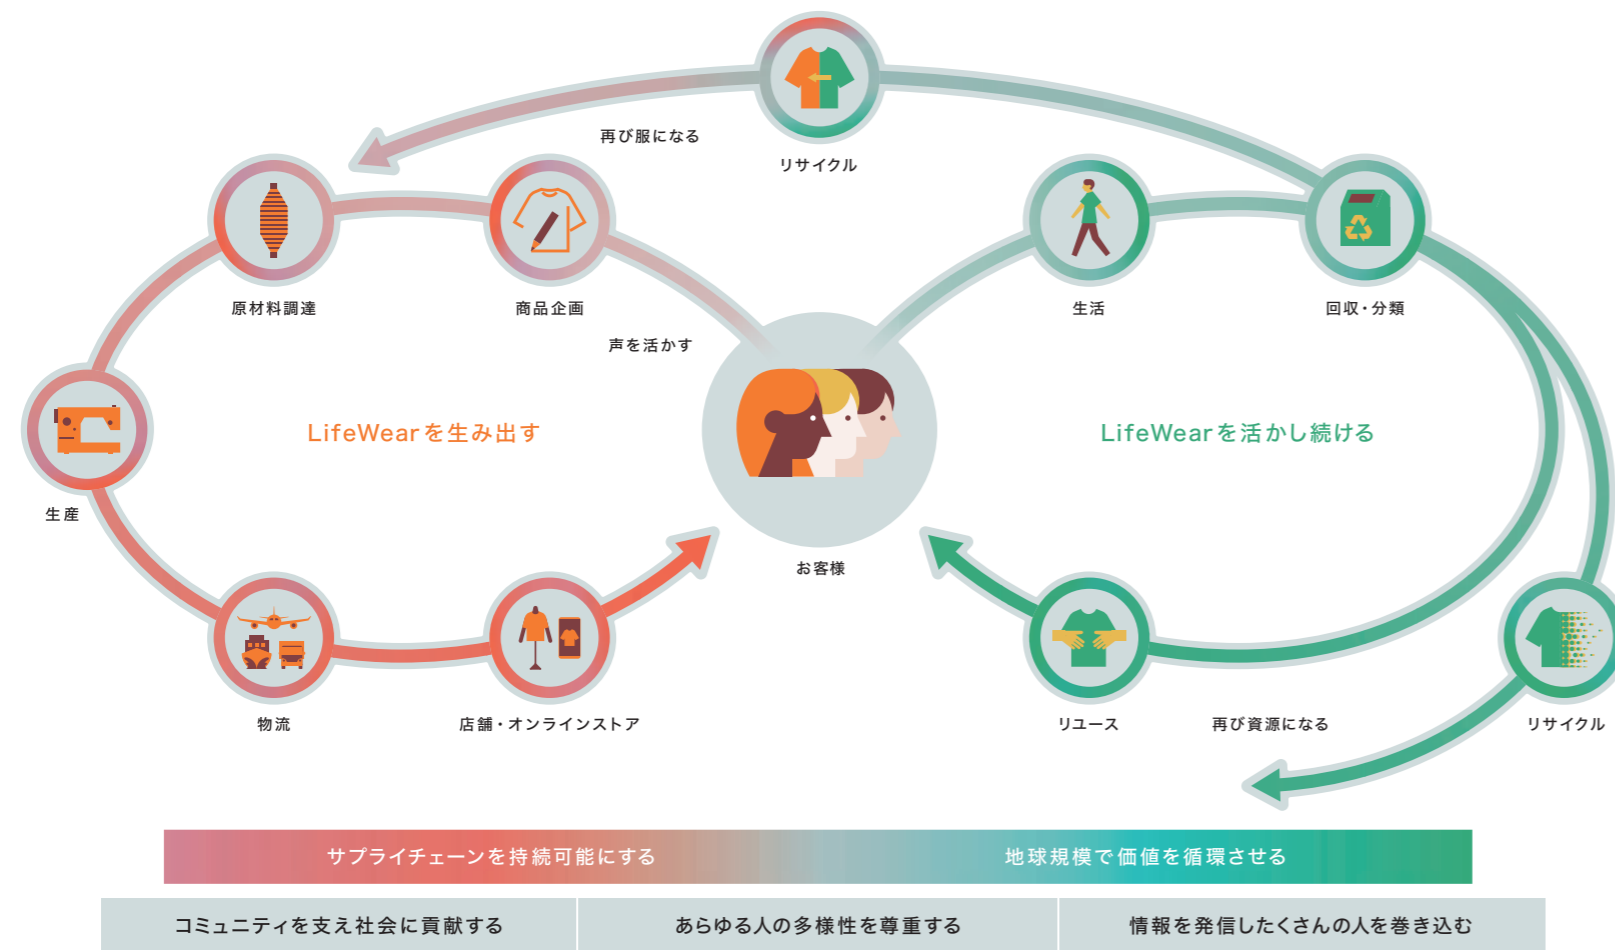 再び服になる
リサイクル
原材料調達
商品企画
生活
回収・分類
声を活かす
LifeWearを生み出す
LifeWearを活かし続ける
生産
お客様
物流
店舗・オンラインストア
リユース
再び資源になる
リサイクル
サプライチェーンを持続可能にする
地球規模で価値を循環させる
コミュニティを支え社会に貢献する
あらゆる人の多様性を尊重する
情報を発信したくさんの人を巻き込む